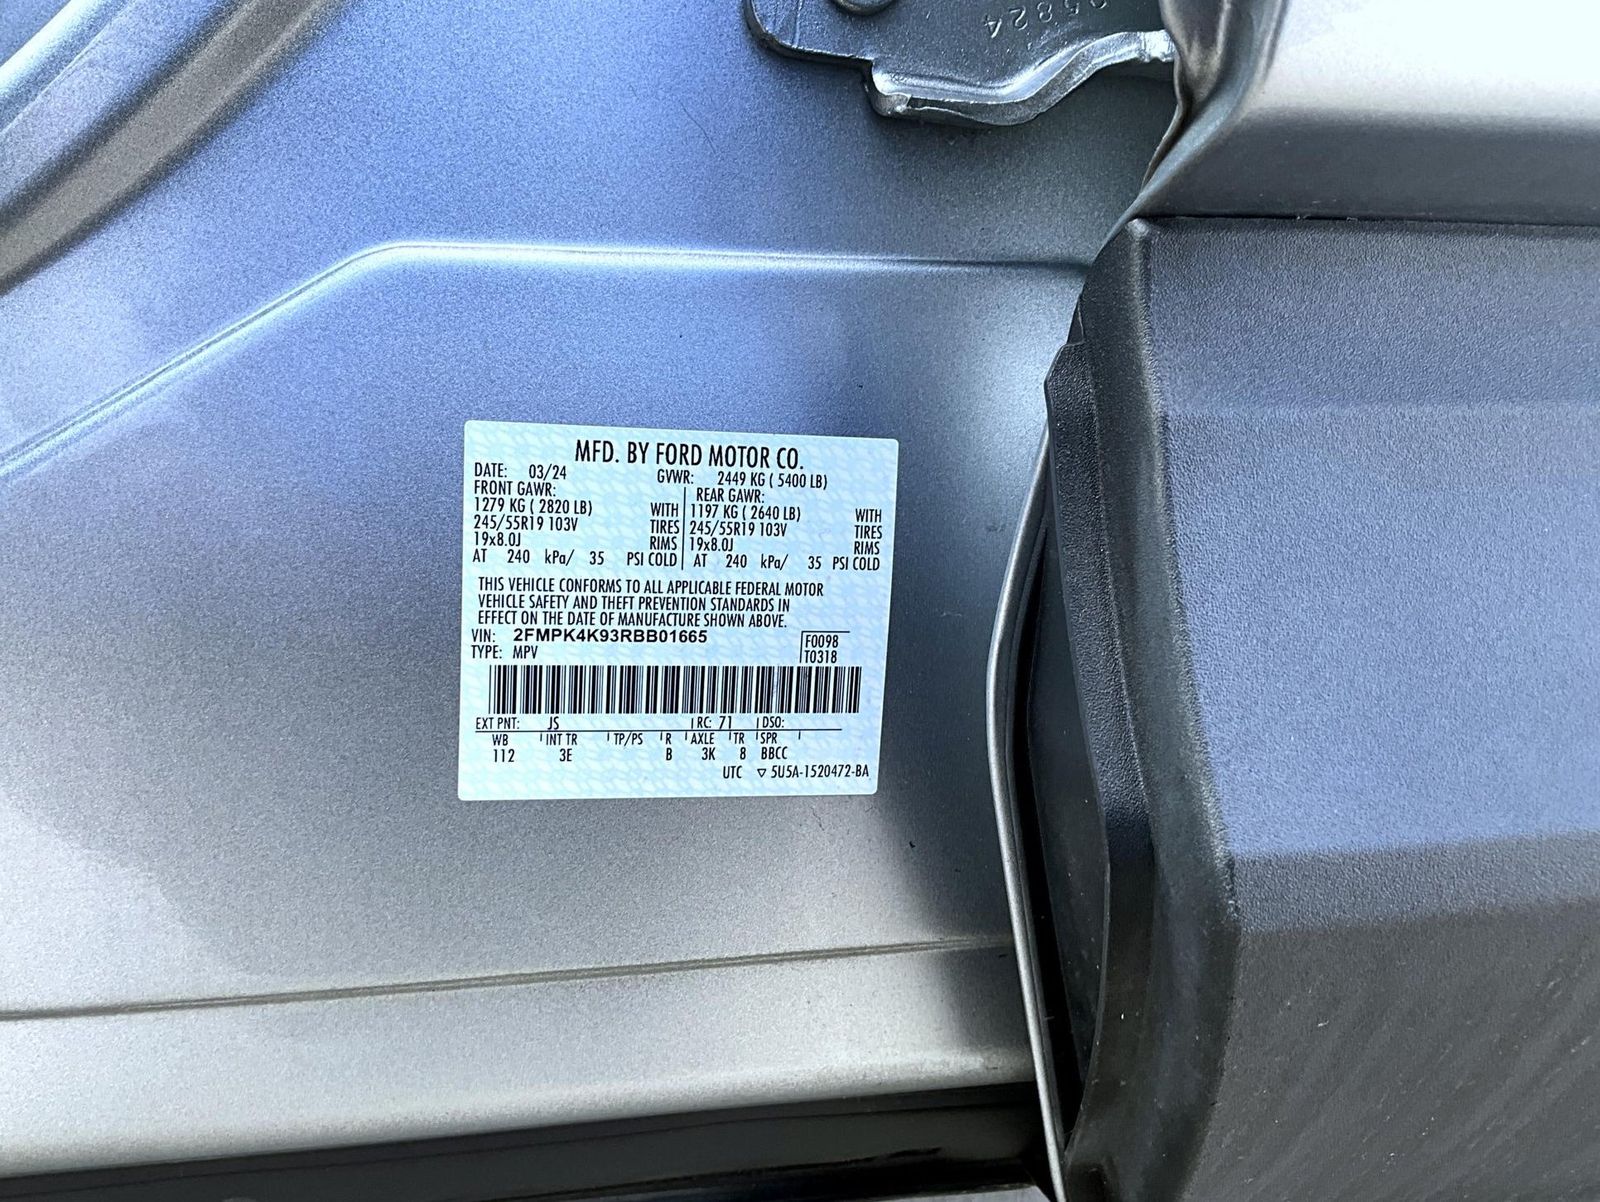 5824
MFD. BY FORD MOTOR CO.
DATE: 03/24 GVWR: 2449 KG ( 5400 LB)
FRONT GAWR: REAR GAWR:
1279 KG ( 2820 LB) WITH 1197 KG ( 2640 LB) WITH
245/55R19 103V TIRES 245/55R19 103V TIRES
19x8.0J RIMS 19x8.0J RIMS
AT 240 kPa/ 35 PSI COLD AT 240 kPa/ 35 PSI COLD
THIS VEHICLE CONFORMS TO ALL APPLICABLE FEDERAL MOTOR
VEHICLE SAFETY AND THEFT PREVENTION STANDARDS IN
EFFECT ON THE DATE OF MANUFACTURE SHOWN ABOVE.
VIN: 2FMPK4K93RBB01665 F0098
TYPE: MPV T0318
EXT PNT: JS RC: 71 DSO:
WB INT TR TP/PS R AXLE TR SPR
112 3E B 3K 8 BBCC
UTC ▽ 5U5A-1520472-BA